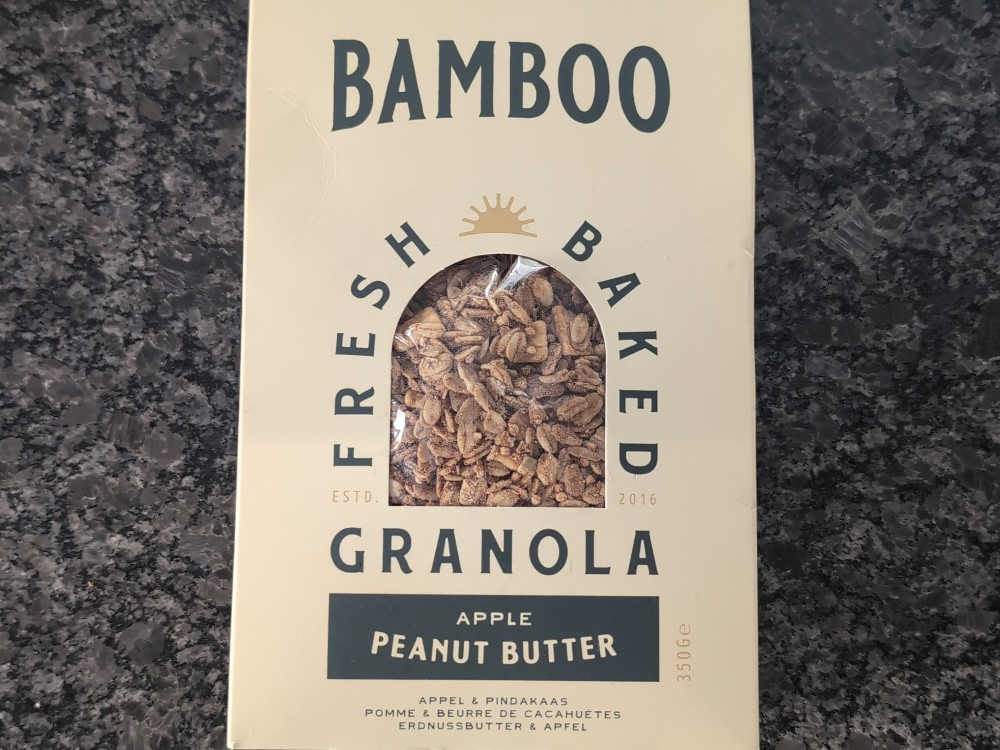 BAMBOO
FRESH BAKED
ESTD. 2016
GRANOLA
APPLE
PEANUT BUTTER
350Ge
APPEL & PINDAKAAS
POMME & BEURRE DE CACAHUÈTES
ERDNUSSBUTTER & APFEL